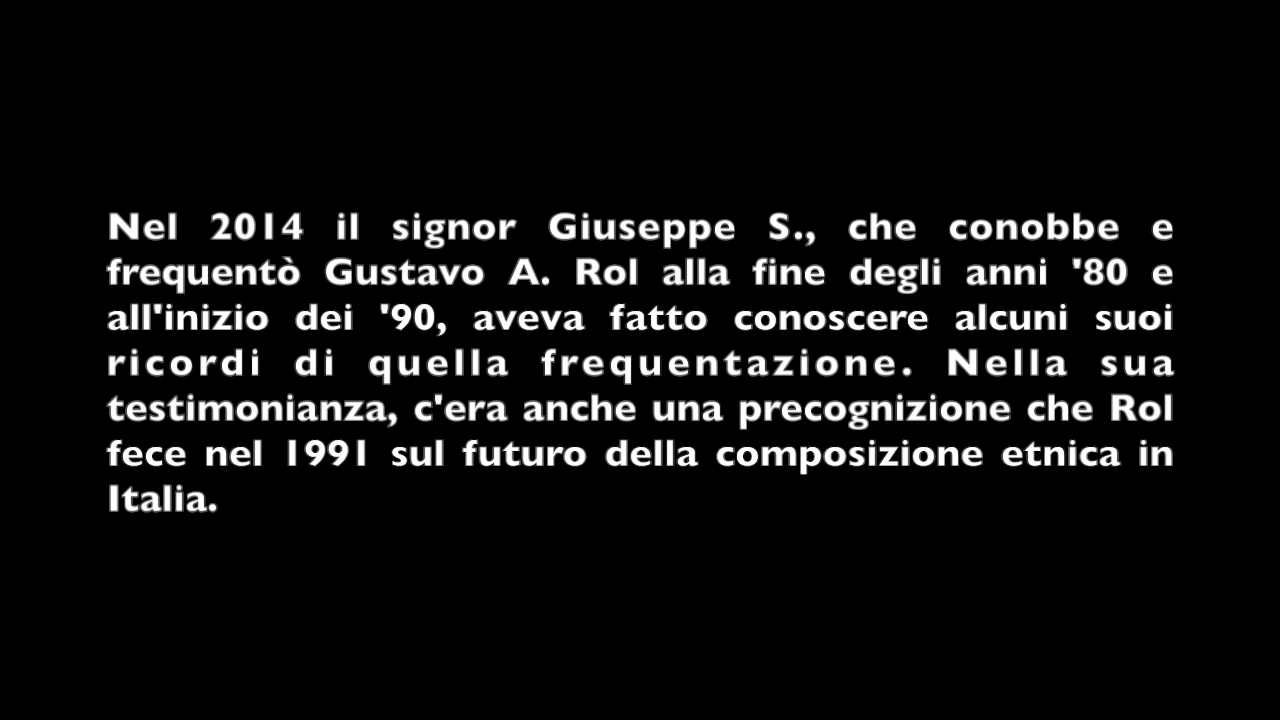 Nel 2014 il signor Giuseppe S., che conobbe e
frequentò Gustavo A. Rol alla fine degli anni '80 e
all'inizio dei '90, aveva fatto conoscere alcuni suoi
ricordi di quella frequentazione. Nella sua
testimonianza, c'era anche una precognizione che Rol
fece nel 1991 sul futuro della composizione etnica in
Italia.